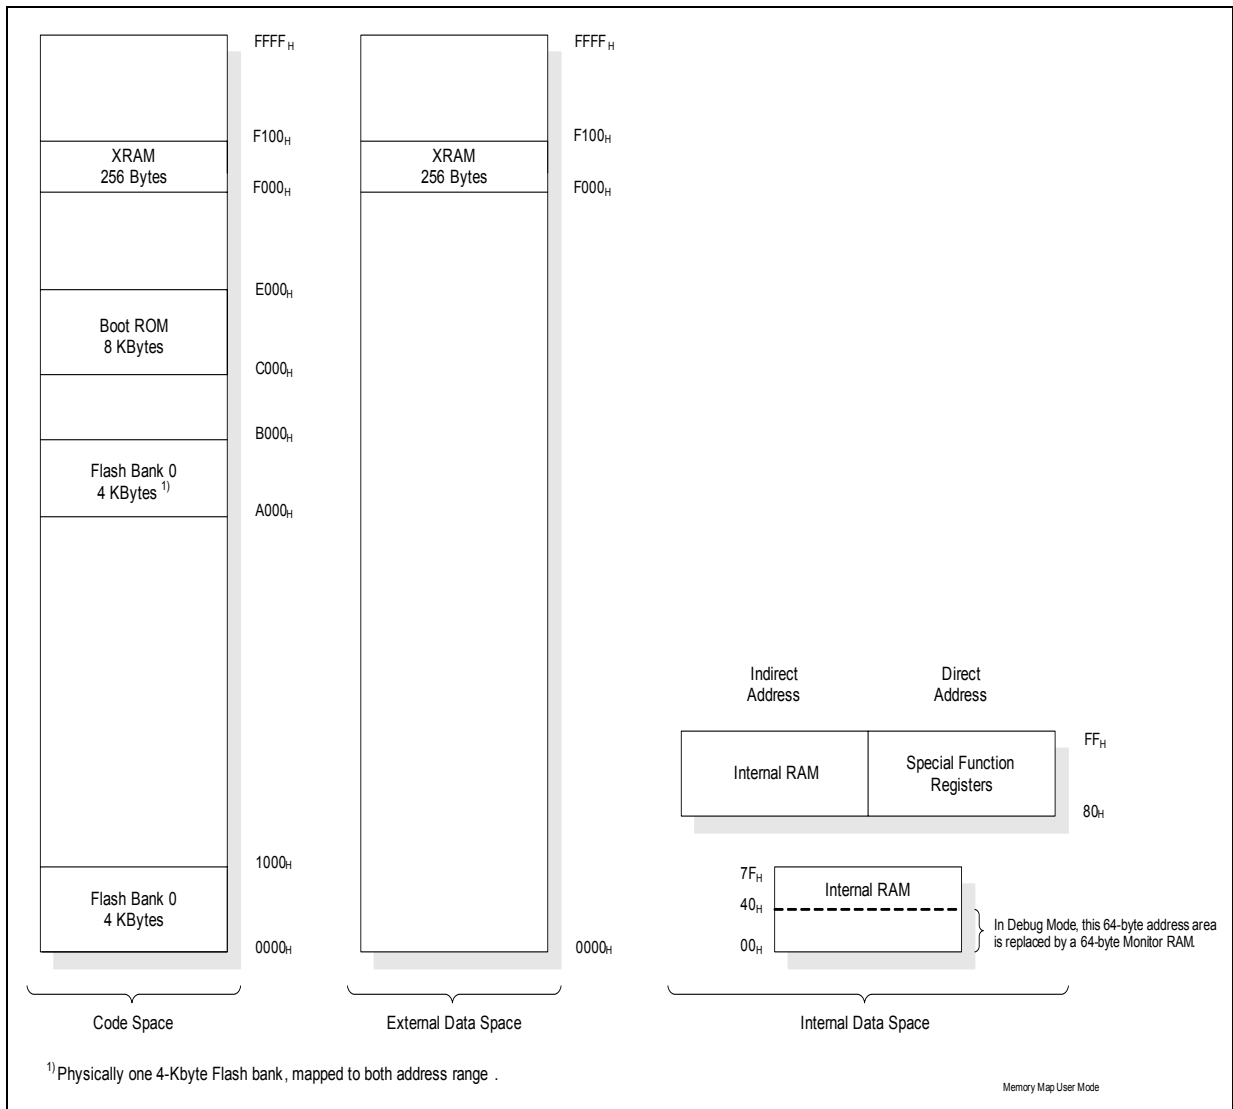 FFFFH
F100H
XRAM
256 Bytes
F000H
E000H
Boot ROM
8 KBytes
C000H
B000H
Flash Bank 0
4 KBytes 1)
A000H
1000H
Flash Bank 0
4 KBytes
0000H
Code Space
FFFFH
F100H
XRAM
256 Bytes
F000H
0000H
External Data Space
Indirect
Address
Direct
Address
Internal RAM
Special Function
Registers
FFH
80H
7FH
Internal RAM
40H
00H
In Debug Mode, this 64-byte address area
is replaced by a 64-byte Monitor RAM.
Internal Data Space
1) Physically one 4-Kbyte Flash bank, mapped to both address range .
Memory Map User Mode